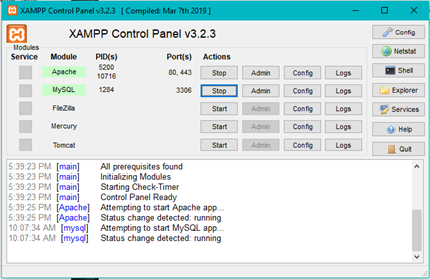 XAMPP Control Panel v3.2.3 [ Compiled: Mar 7th 2019 ]
XAMPP Control Panel v3.2.3
Config
Modules
Service Module PID(s) Port(s) Actions
Netstat
Apache 5200 10716 80, 443 Stop Admin Config Logs
Shell
MySQL 1284 3306 Stop Admin Config Logs
Explorer
FileZilla Start Admin Config Logs
Services
Mercury Start Admin Config Logs
Help
Tomcat Start Admin Config Logs
Quit
5:39:23 PM [main] All prerequisites found
5:39:23 PM [main] Initializing Modules
5:39:23 PM [main] Starting Check-Timer
5:39:23 PM [main] Control Panel Ready
5:39:23 PM [Apache] Attempting to start Apache app...
5:39:25 PM [Apache] Status change detected: running
10:07:34 AM [mysql] Attempting to start MySQL app...
10:07:34 AM [mysql] Status change detected: running